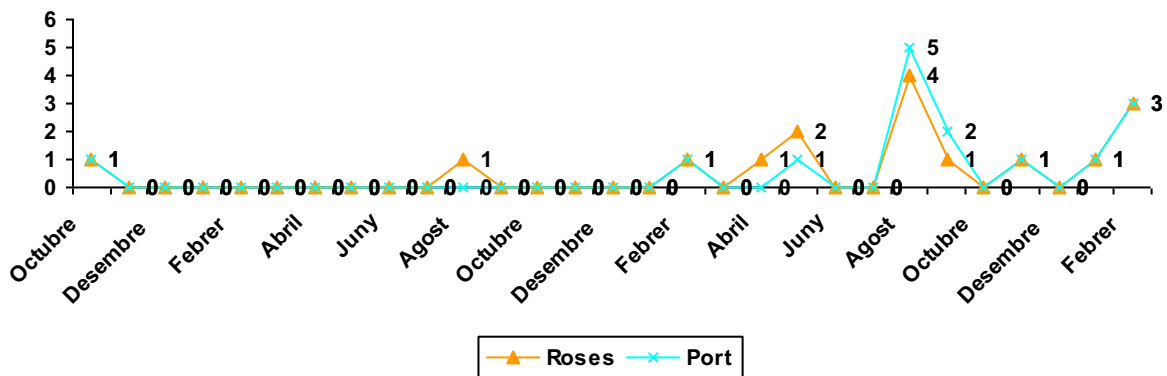 6
5 5
4 4
3 3
2 2 2
1 1 1 1 1 1 1 1 1
0 0 0 0 0 0 0 0 0 0 0 0 0 0 0 0 0 0 0 0 0 0
Octubre
Desembre
Febrer
Abril
Juny
Agost
Octubre
Desembre
Febrer
Abril
Juny
Agost
Octubre
Desembre
Febrer
Roses Port